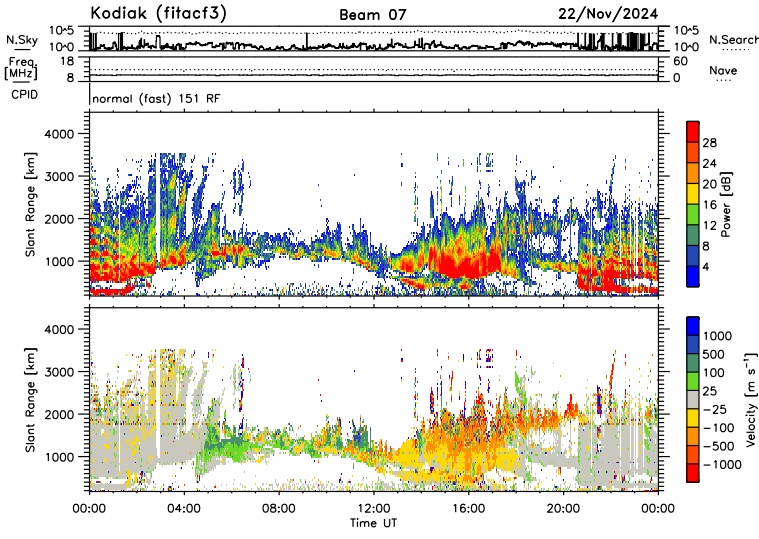 Kodiak (fitacf3) Beam 07 22/Nov/2024
N.Sky 10^5 10^0 10^5 10^0 N.Search
Freq. [MHz] 18 8 60 0 Nave
CPID normal (fast) 151 RF
Slant Range [km] 4000 3000 2000 1000
Power [dB] 28 24 20 16 12 8 4
Slant Range [km] 4000 3000 2000 1000
Velocity [m s⁻¹] 1000 500 100 25 −25 −100 −500 −1000
00:00 04:00 08:00 12:00 16:00 20:00 00:00
Time UT